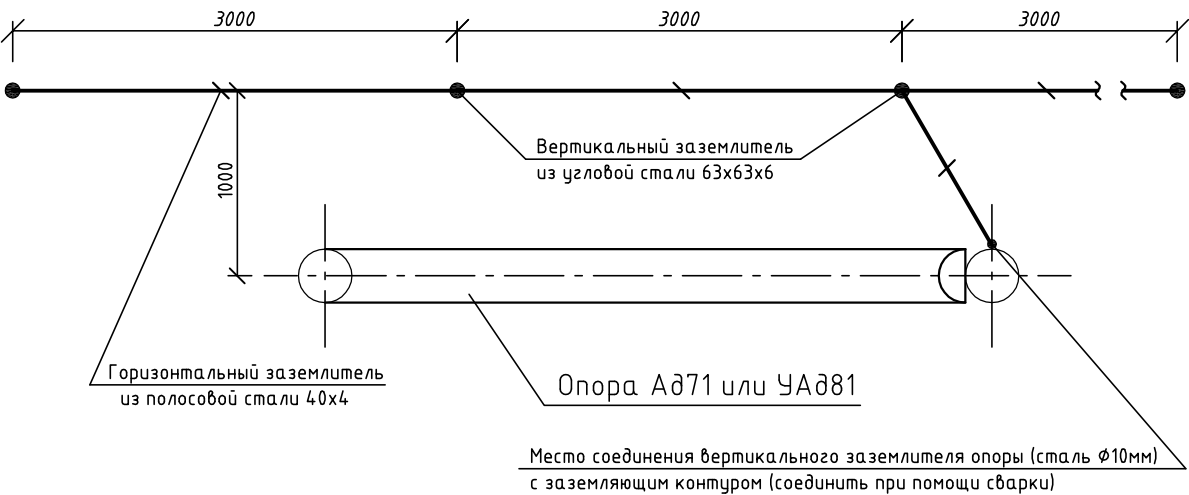 3000
3000
3000
Вертикальный заземлитель
из угловой стали 63х63х6
1000
Горизонтальный заземлитель
из полосовой стали 40х4
Опора Ад71 или УАд81
Место соединения вертикального заземлителя опоры (сталь Ø10мм)
с заземляющим контуром (соединить при помощи сварки)